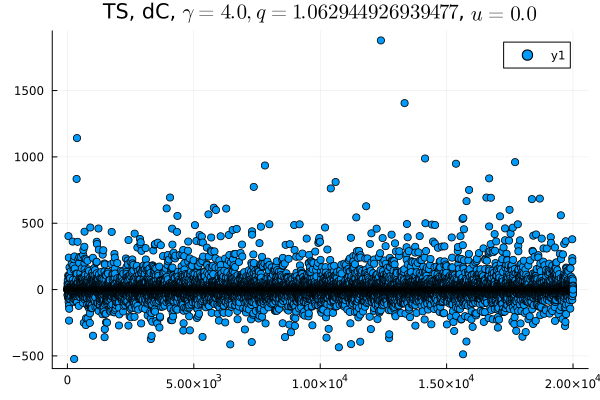 TS, dC, γ = 4.0, q = 1.062944926939477, u = 0.0
y1
1500
1000
500
0
−500
0 5.00×10³ 1.00×10⁴ 1.50×10⁴ 2.00×10⁴